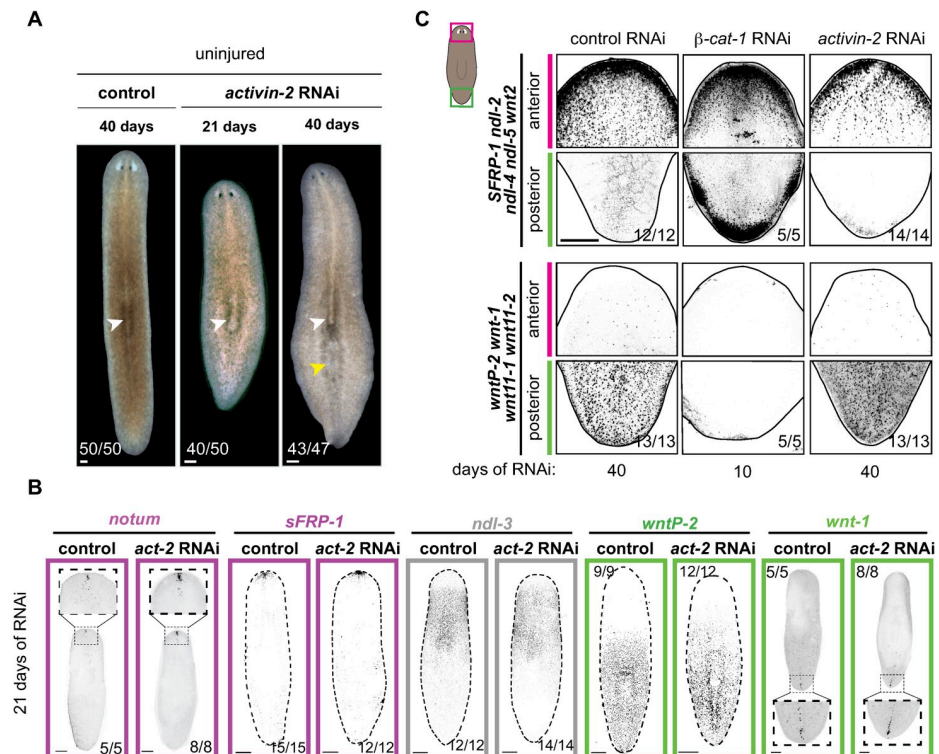 A
uninjured
control
activin-2 RNAi
40 days
21 days
40 days
50/50
40/50
43/47
C
control RNAi
β-cat-1 RNAi
activin-2 RNAi
SFRP-1 ndl-2
ndl-4 ndl-5 wnt2
anterior
posterior
12/12
5/5
14/14
wntP-2 wnt-1
wnt11-1 wnt11-2
anterior
posterior
13/13
5/5
13/13
days of RNAi:
40
10
40
B
notum
sFRP-1
ndl-3
wntP-2
wnt-1
control
act-2 RNAi
control
act-2 RNAi
control
act-2 RNAi
control
act-2 RNAi
control
act-2 RNAi
21 days of RNAi
5/5
8/8
15/15
12/12
12/12
14/14
9/9
12/12
5/5
8/8